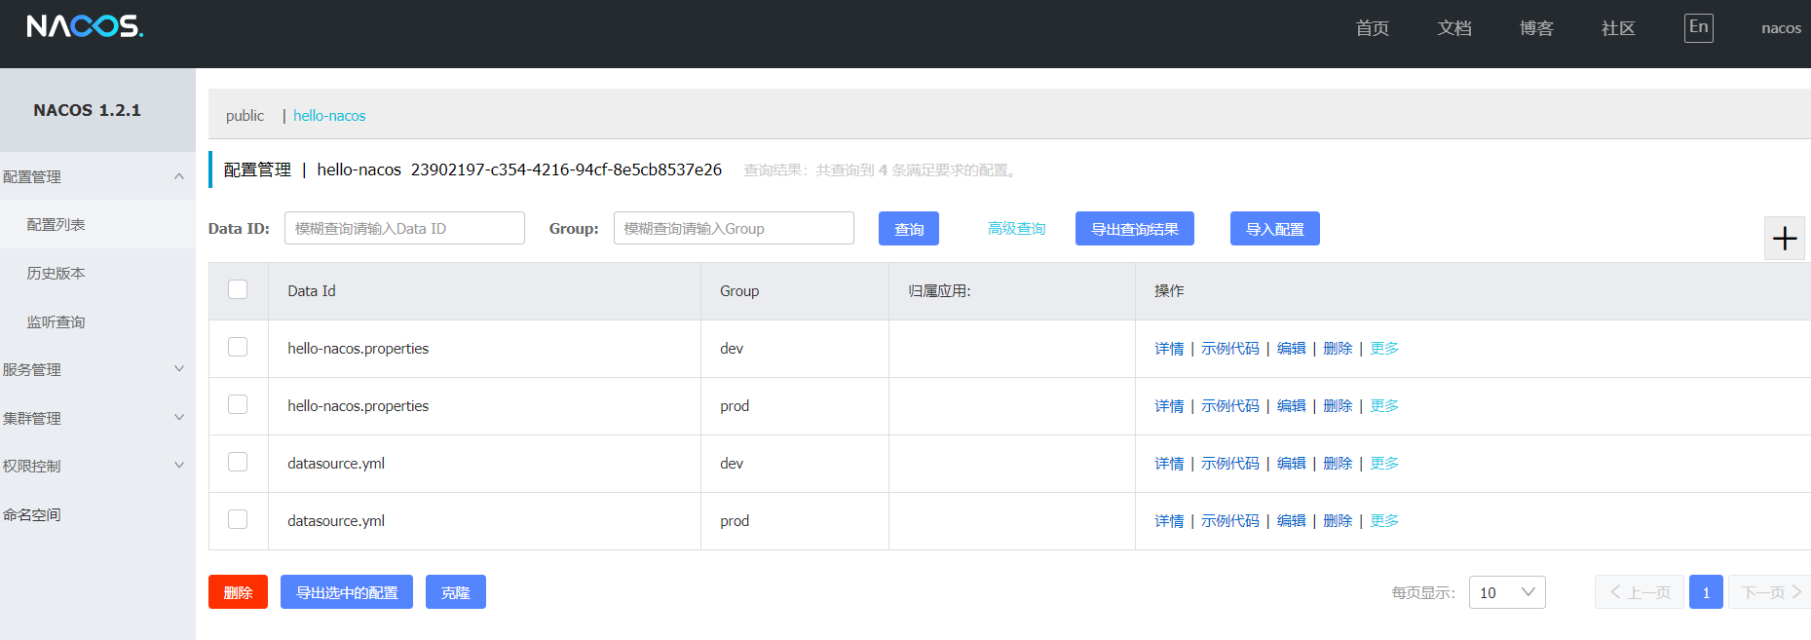 NACOS.
首页 文档 博客 社区 En nacos
NACOS 1.2.1
配置管理
配置列表
历史版本
监听查询
服务管理
集群管理
权限控制
命名空间
public | hello-nacos
配置管理 | hello-nacos 23902197-c354-4216-94cf-8e5cb8537e26 查询结果：共查询到 4 条满足要求的配置。
Data ID: 模糊查询请输入Data ID Group: 模糊查询请输入Group 查询 高级查询 导出查询结果 导入配置
Data Id Group 归属应用: 操作
hello-nacos.properties dev 详情 | 示例代码 | 编辑 | 删除 | 更多
hello-nacos.properties prod 详情 | 示例代码 | 编辑 | 删除 | 更多
datasource.yml dev 详情 | 示例代码 | 编辑 | 删除 | 更多
datasource.yml prod 详情 | 示例代码 | 编辑 | 删除 | 更多
删除 导出选中的配置 克隆 每页显示: 10 上一页 1 下一页